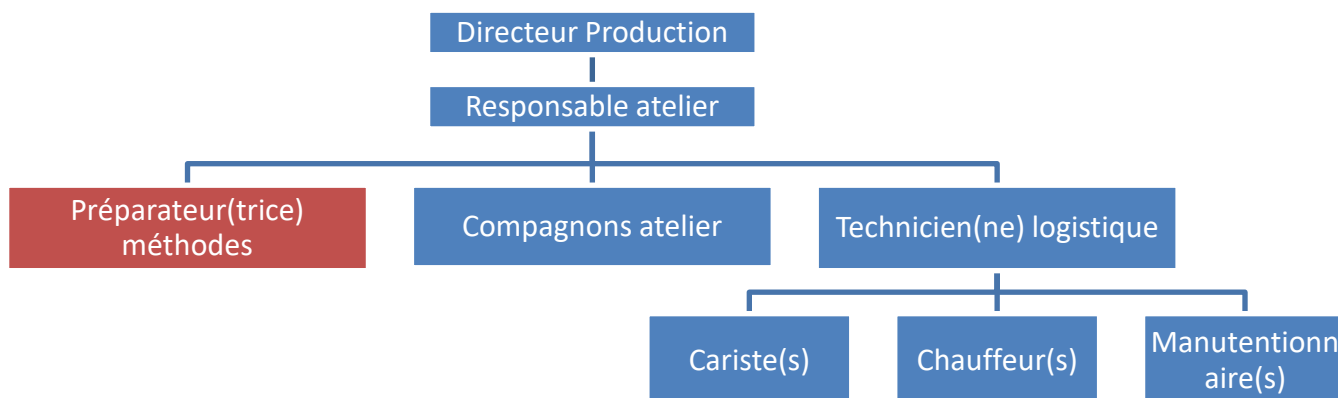 Directeur Production
Responsable atelier
Préparateur(trice)
méthodes
Compagnons atelier
Technicien(ne) logistique
Cariste(s)
Chauffeur(s)
Manutentionn
aire(s)